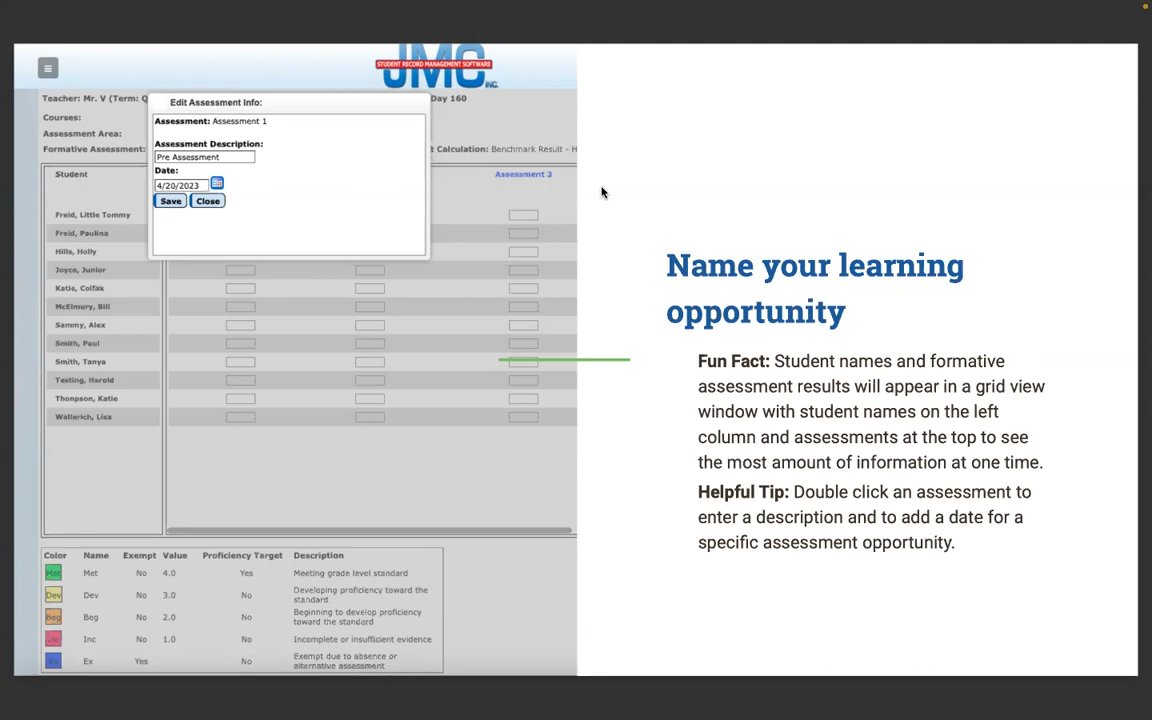 JMC
STUDENT RECORD MANAGEMENT SOFTWARE
INC.
Teacher: Mr. V (Term: Q
Day 160
Courses:
Assessment Area:
Formative Assessment:
Calculation: Benchmark Result - H
Edit Assessment Info:
Assessment: Assessment 1
Assessment Description:
Pre Assessment
Date:
4/20/2023
Save Close
Student
Assessment 3
Freid, Little Tommy
Freid, Paulina
Hills, Holly
Joyce, Junior
Katie, Colfax
McElmury, Bill
Sammy, Alex
Smith, Paul
Smith, Tanya
Texting, Harold
Thonpson, Katie
Wallerich, Lisa
Color Name Exempt Value Proficiency Target Description
Met Met No 4.0 Yes Meeting grade level standard
Dev Dev No 3.0 No Developing proficiency toward the
standard
Beg Beg No 2.0 No Beginning to develop proficiency
toward the standard
Inc Inc No 1.0 No Incomplete or insufficient evidence
Ex Ex Yes No Exempt due to absence or
alternative assessment
Name your learning
opportunity
Fun Fact: Student names and formative
assessment results will appear in a grid view
window with student names on the left
column and assessments at the top to see
the most amount of information at one time.
Helpful Tip: Double click an assessment to
enter a description and to add a date for a
specific assessment opportunity.